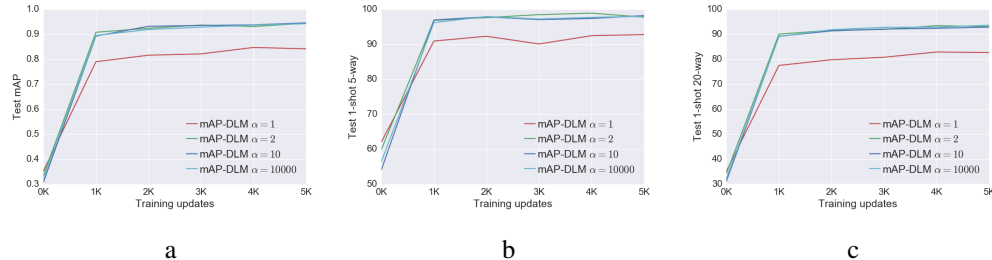 1.0
0.9
0.8
0.7
0.6
0.5
0.4
0.3
Test mAP
0K 1K 2K 3K 4K 5K
Training updates
mAP-DLM α = 1
mAP-DLM α = 2
mAP-DLM α = 10
mAP-DLM α = 10000
a
100
90
80
70
60
50
Test 1-shot 5-way
0K 1K 2K 3K 4K 5K
Training updates
mAP-DLM α = 1
mAP-DLM α = 2
mAP-DLM α = 10
mAP-DLM α = 10000
b
100
90
80
70
60
50
40
30
Test 1-shot 20-way
0K 1K 2K 3K 4K 5K
Training updates
mAP-DLM α = 1
mAP-DLM α = 2
mAP-DLM α = 10
mAP-DLM α = 10000
c